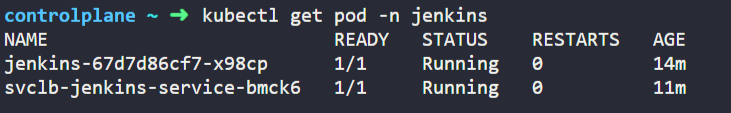 controlplane ~ ➜ kubectl get pod -n jenkins
NAME READY STATUS RESTARTS AGE
jenkins-67d7d86cf7-x98cp 1/1 Running 0 14m
svclb-jenkins-service-bmck6 1/1 Running 0 11m